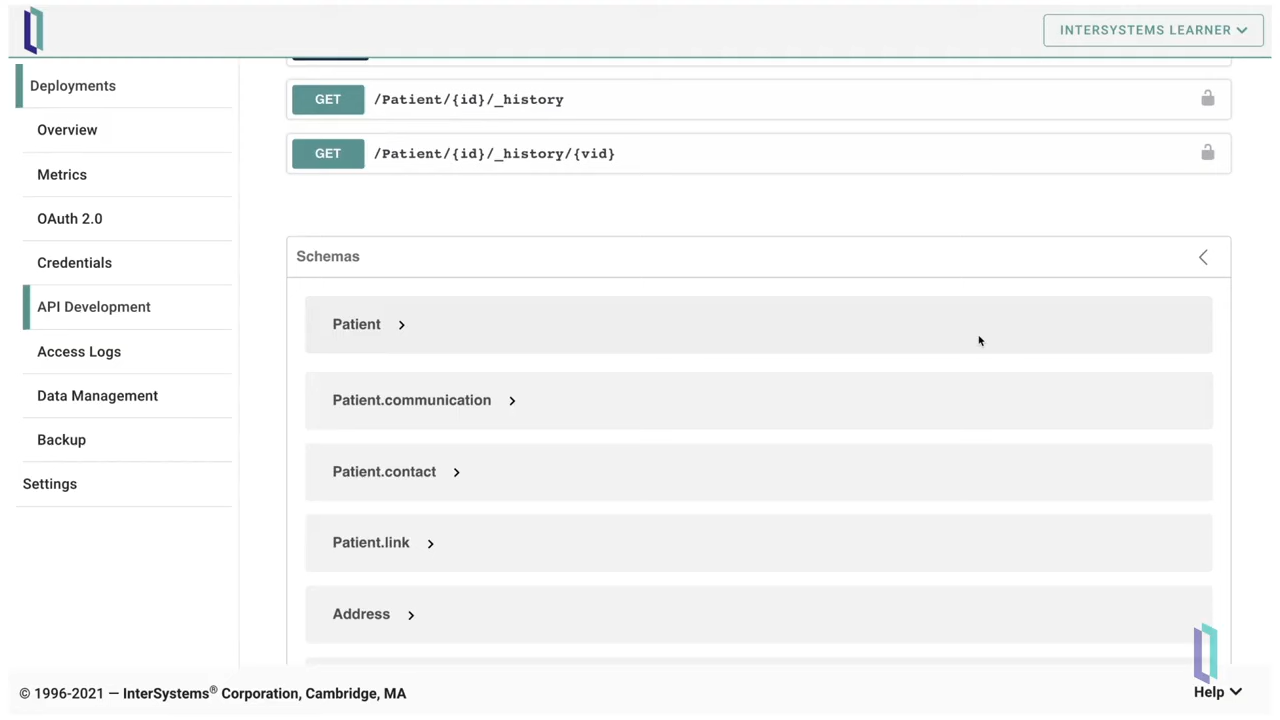 INTERSYSTEMS LEARNER
Deployments
Overview
Metrics
OAuth 2.0
Credentials
API Development
Access Logs
Data Management
Backup
Settings
GET /Patient/{id}/_history
GET /Patient/{id}/_history/{vid}
Schemas
Patient
Patient.communication
Patient.contact
Patient.link
Address
© 1996-2021 — InterSystems® Corporation, Cambridge, MA
Help